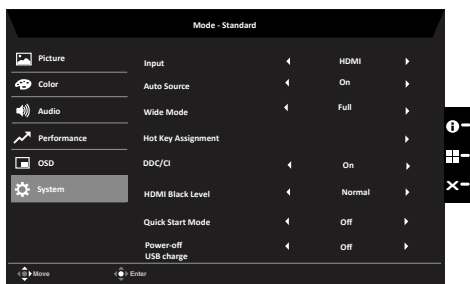 Mode - Standard
Picture
Color
Audio
Performance
OSD
System
Input HDMI
Auto Source On
Wide Mode Full
Hot Key Assignment
DDC/CI On
HDMI Black Level Normal
Quick Start Mode Off
Power-off Off
USB charge
Move Enter